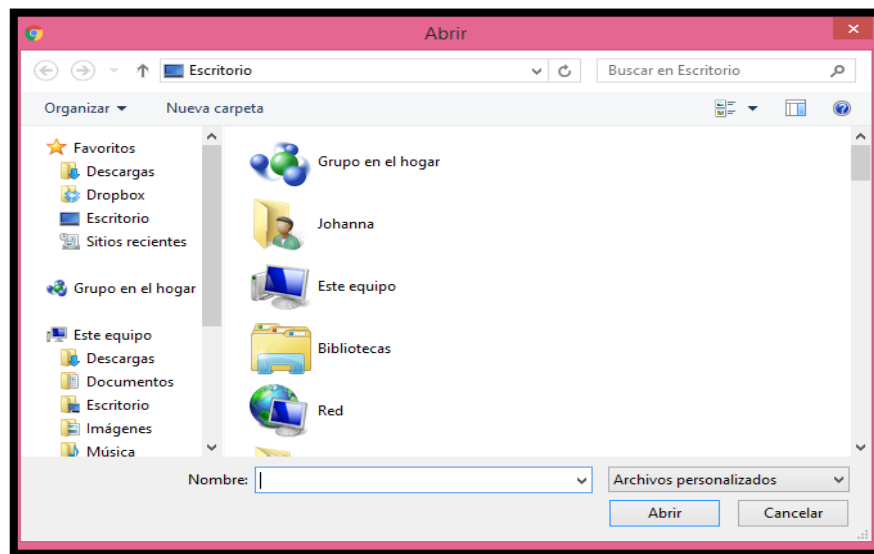 Abrir
Escritorio
Buscar en Escritorio
Organizar
Nueva carpeta
Favoritos
Descargas
Dropbox
Escritorio
Sitios recientes
Grupo en el hogar
Este equipo
Descargas
Documentos
Escritorio
Imágenes
Música
Grupo en el hogar
Johanna
Este equipo
Bibliotecas
Red
Nombre:
Archivos personalizados
Abrir
Cancelar